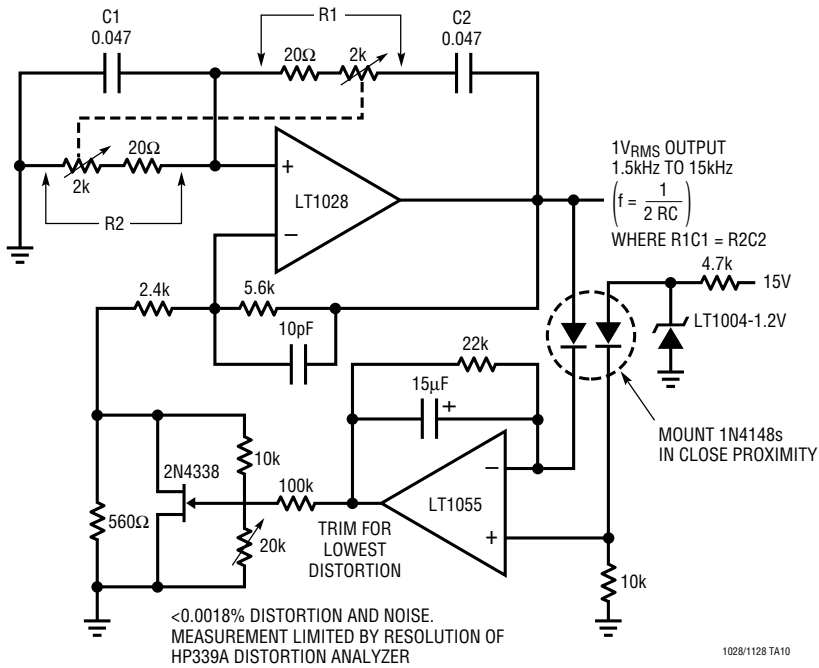 C1
0.047
R1
20Ω
2k
C2
0.047
20Ω
2k
R2
+
–
LT1028
1VRMS OUTPUT
1.5kHz TO 15kHz
(f = 1
2 RC)
WHERE R1C1 = R2C2
4.7k
15V
LT1004-1.2V
2.4k
5.6k
10pF
22k
15µF
+
MOUNT 1N4148s
IN CLOSE PROXIMITY
2N4338
10k
100k
560Ω
20k
TRIM FOR
LOWEST
DISTORTION
–
LT1055
+
10k
<0.0018% DISTORTION AND NOISE.
MEASUREMENT LIMITED BY RESOLUTION OF
HP339A DISTORTION ANALYZER
1028/1128 TA10